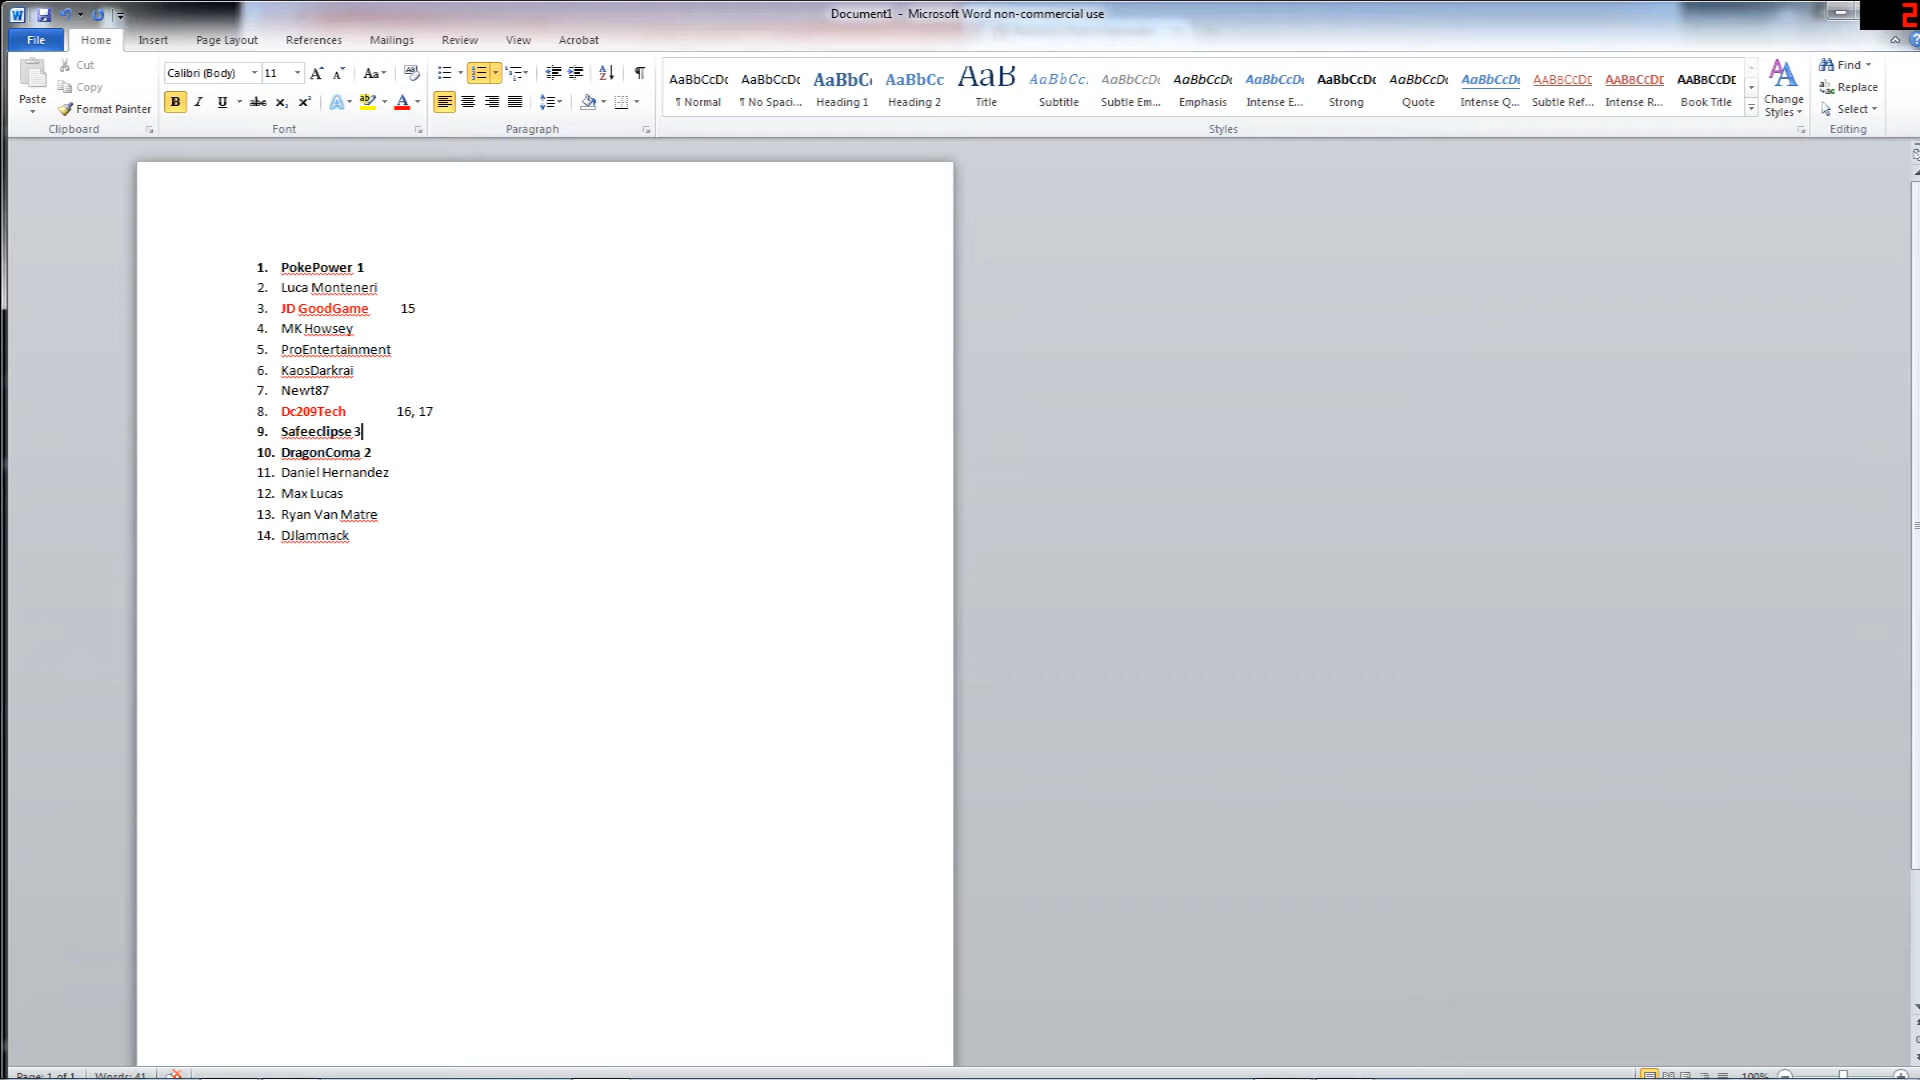 Document1 - Microsoft Word non-commercial use
2
File Home Insert Page Layout References Mailings Review View Acrobat
Paste
Cut
Copy
Format Painter
Clipboard
Calibri (Body) 11
Font
Paragraph
AaBbCcDc AaBbCcDc AaBbC AaBbCc AaB AaBbCc. AaBbCcDc AaBbCcDc AaBbCcDc AaBbCcDc AaBbCcDc AaBbCcDc AaBbCcDc AaBbCcDc AaBbCcDc
¶ Normal ¶ No Spaci... Heading 1 Heading 2 Title Subtitle Subtle Em... Emphasis Intense E... Strong Quote Intense Q... Subtle Ref... Intense R... Book Title
Change Styles
Styles
Find
Replace
Select
Editing
1. PokePower 1
2. Luca Monteneri
3. JD GoodGame 15
4. MK Howsey
5. ProEntertainment
6. KaosDarkrai
7. Newt87
8. Dc209Tech 16, 17
9. Safeeclipse 3
10. DragonComa 2
11. Daniel Hernandez
12. Max Lucas
13. Ryan Van Matre
14. DJlammack
Page: 1 of 1 Words: 41 100%